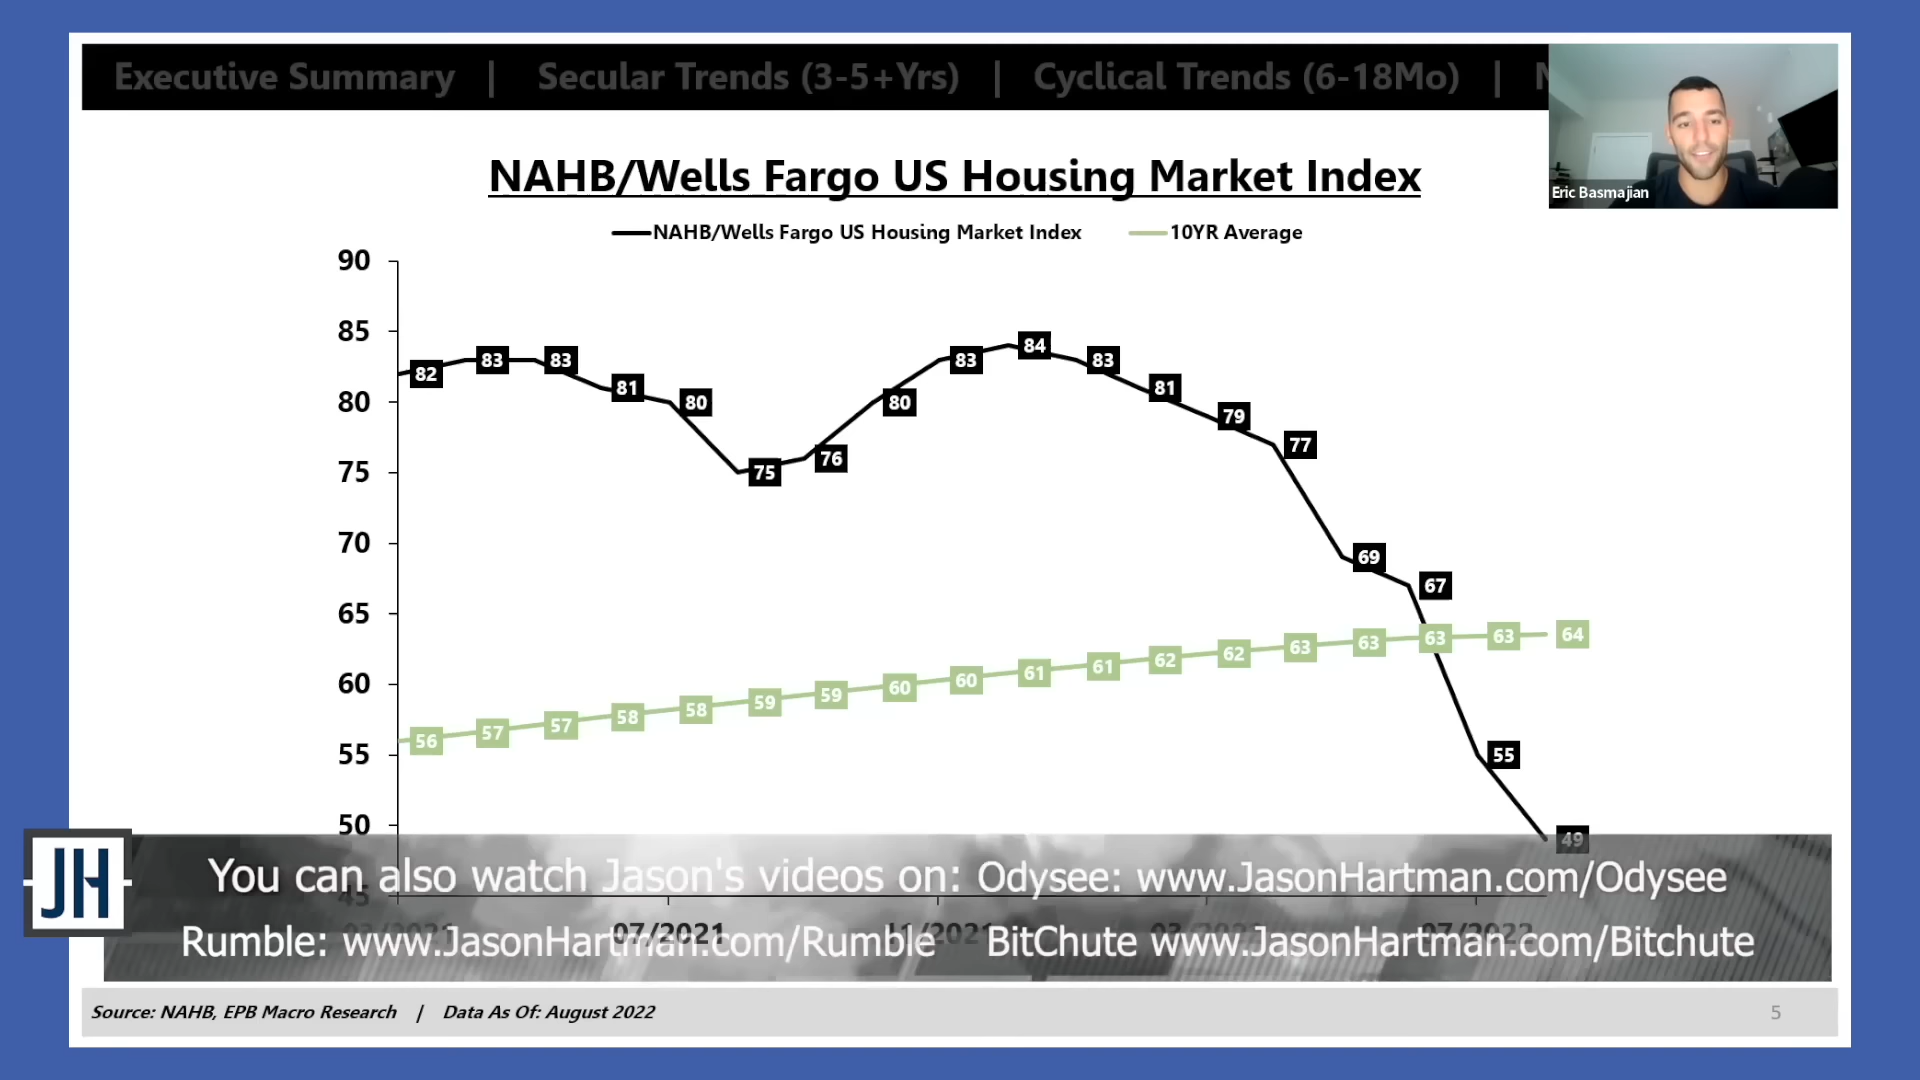 Executive Summary | Secular Trends (3-5+Yrs) | Cyclical Trends (6-18Mo) |
Eric Basmajian
NAHB/Wells Fargo US Housing Market Index
NAHB/Wells Fargo US Housing Market Index 10YR Average
90
85
80
75
70
65
60
55
50
45
82 83 83 81 80 75 76 80 83 84 83 81 79 77 69 67 55 49
56 57 57 58 58 59 59 60 60 61 61 62 62 63 63 63 63 64
07/2021 11/2021 07/2022
JH
You can also watch Jason's videos on: Odysee: www.JasonHartman.com/Odysee
Rumble: www.JasonHartman.com/Rumble BitChute www.JasonHartman.com/Bitchute
Source: NAHB, EPB Macro Research | Data As Of: August 2022
5